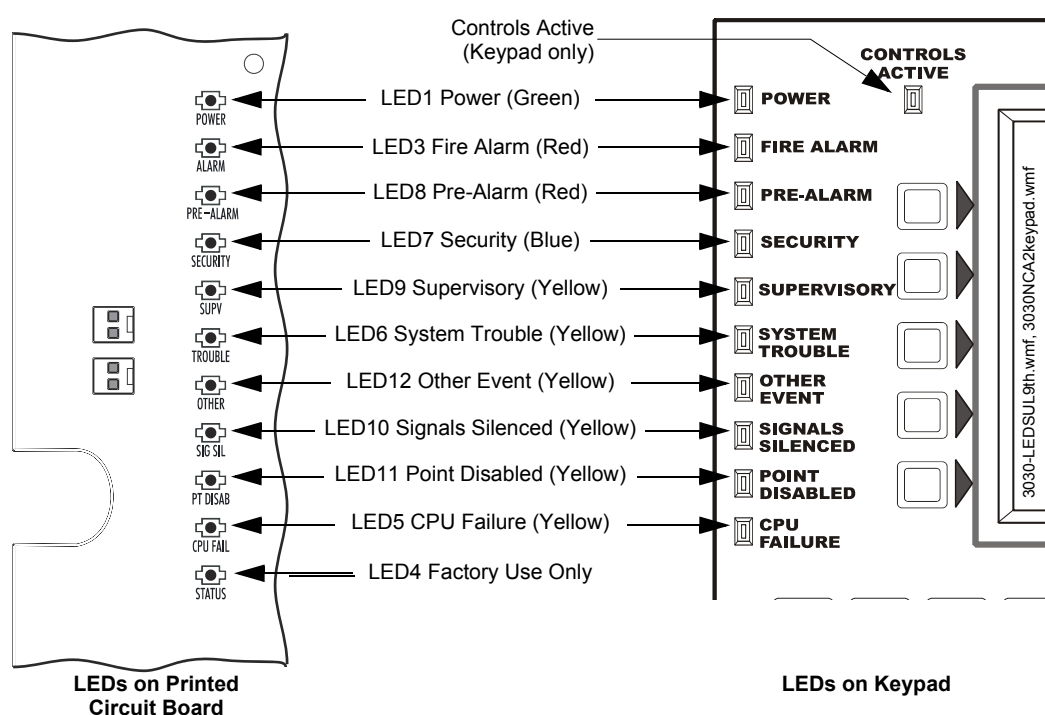 Controls Active
(Keypad only)
CONTROLS
ACTIVE
POWER
LED1 Power (Green)
POWER
ALARM
LED3 Fire Alarm (Red)
FIRE ALARM
PRE-ALARM
LED8 Pre-Alarm (Red)
PRE-ALARM
SECURITY
LED7 Security (Blue)
SECURITY
SUPV
LED9 Supervisory (Yellow)
SUPERVISORY
TROUBLE
LED6 System Trouble (Yellow)
SYSTEM
TROUBLE
OTHER
LED12 Other Event (Yellow)
OTHER
EVENT
SIG SIL
LED10 Signals Silenced (Yellow)
SIGNALS
SILENCED
PT DISAB
LED11 Point Disabled (Yellow)
POINT
DISABLED
CPU FAIL
LED5 CPU Failure (Yellow)
CPU
FAILURE
STATUS
LED4 Factory Use Only
3030-LEDSUL9th.wmf, 3030NCA2keypad.wmf
LEDs on Printed
Circuit Board
LEDs on Keypad